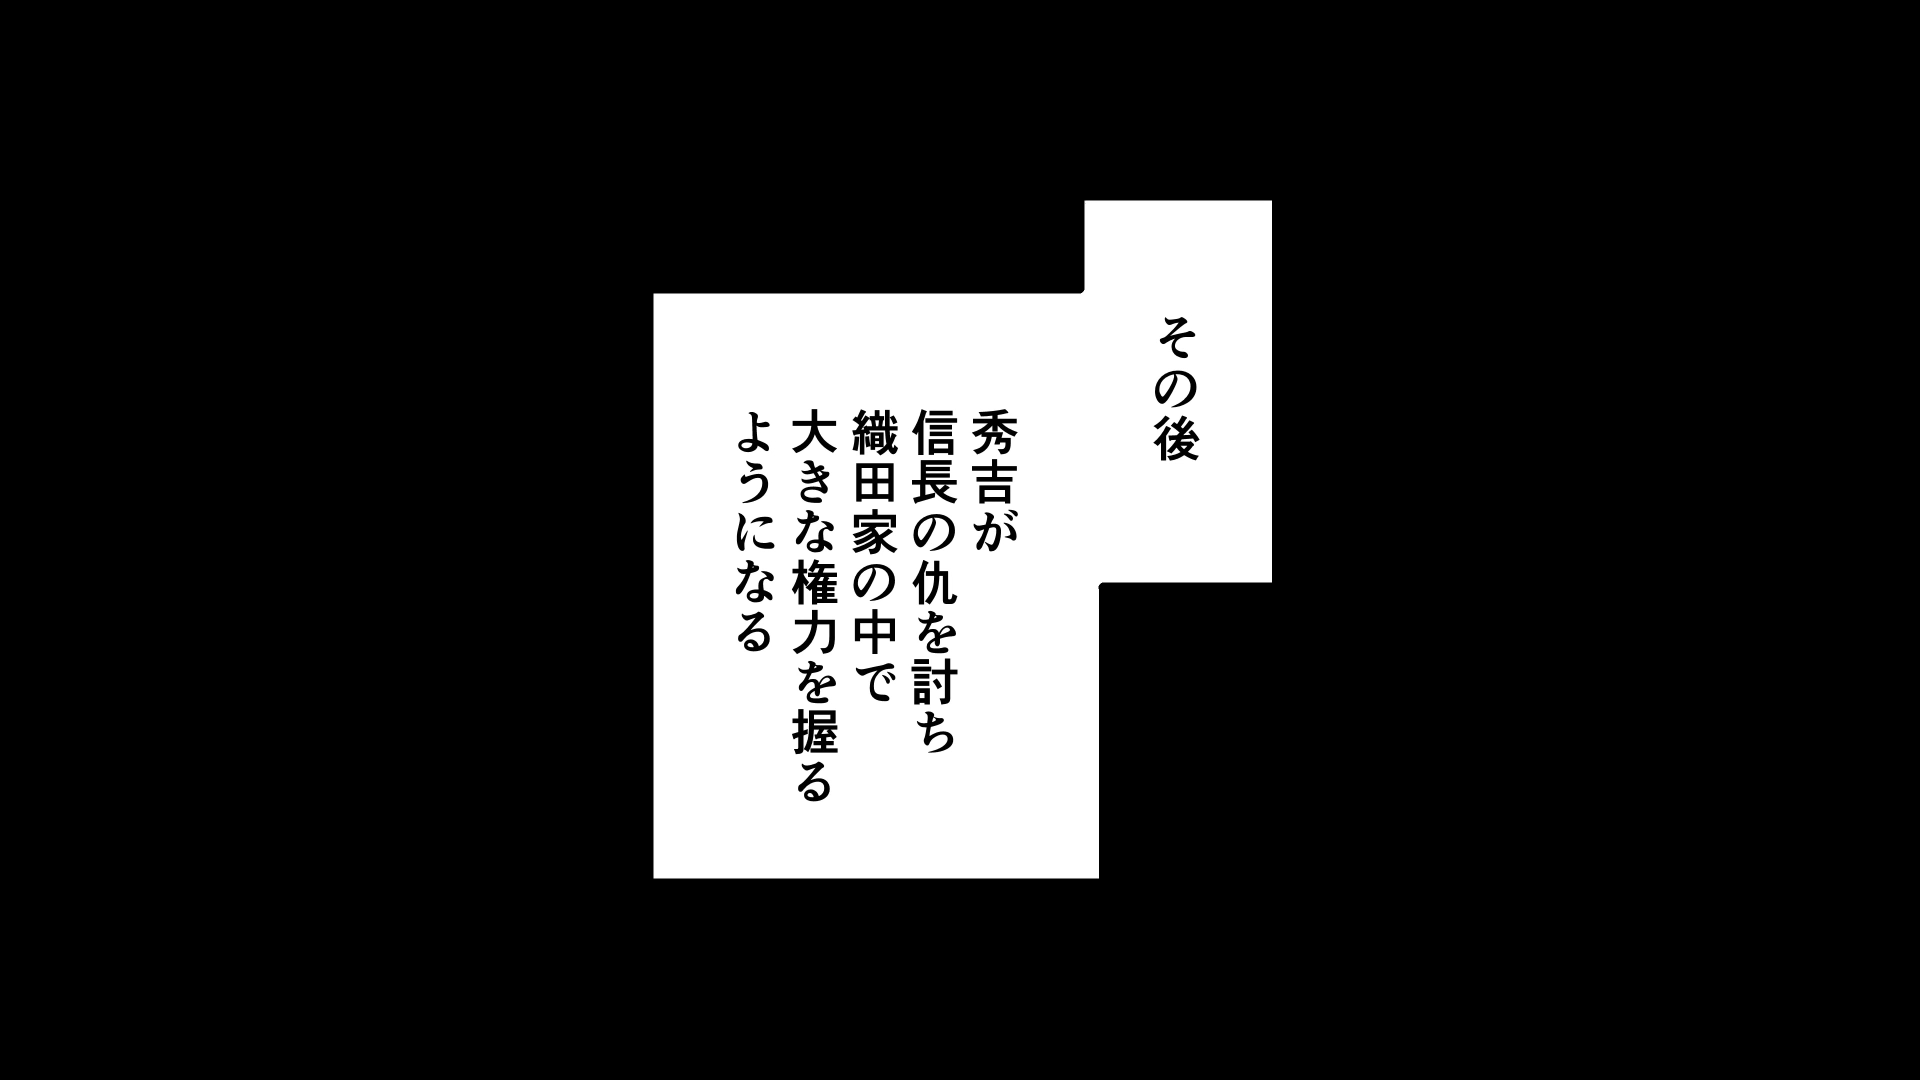 その後
秀吉が
信長の仇を討ち
織田家の中で
大きな権力を握る
ようになる